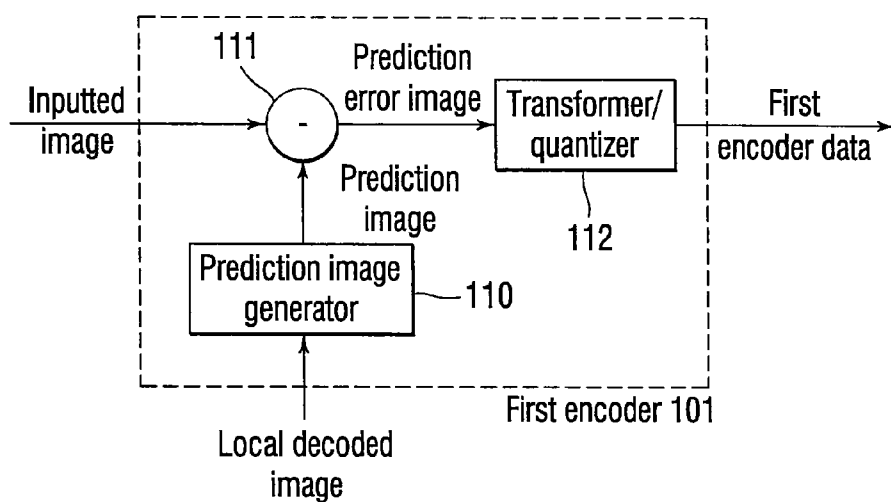 111
Prediction
error image
Inputted
image
-
Transformer/
quantizer
First
encoder data
Prediction
image
112
Prediction image
generator
110
First encoder 101
Local decoded
image